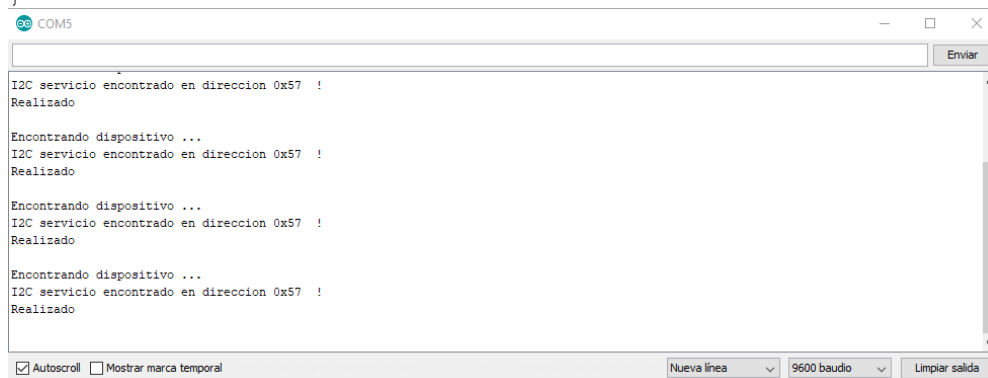 COM5
Enviar
I2C servicio encontrado en direccion 0x57  !
Realizado
Encontrando dispositivo ...
I2C servicio encontrado en direccion 0x57  !
Realizado
Encontrando dispositivo ...
I2C servicio encontrado en direccion 0x57  !
Realizado
Encontrando dispositivo ...
I2C servicio encontrado en direccion 0x57  !
Realizado
Autoscroll Mostrar marca temporal Nueva línea 9600 baudio Limpiar salida